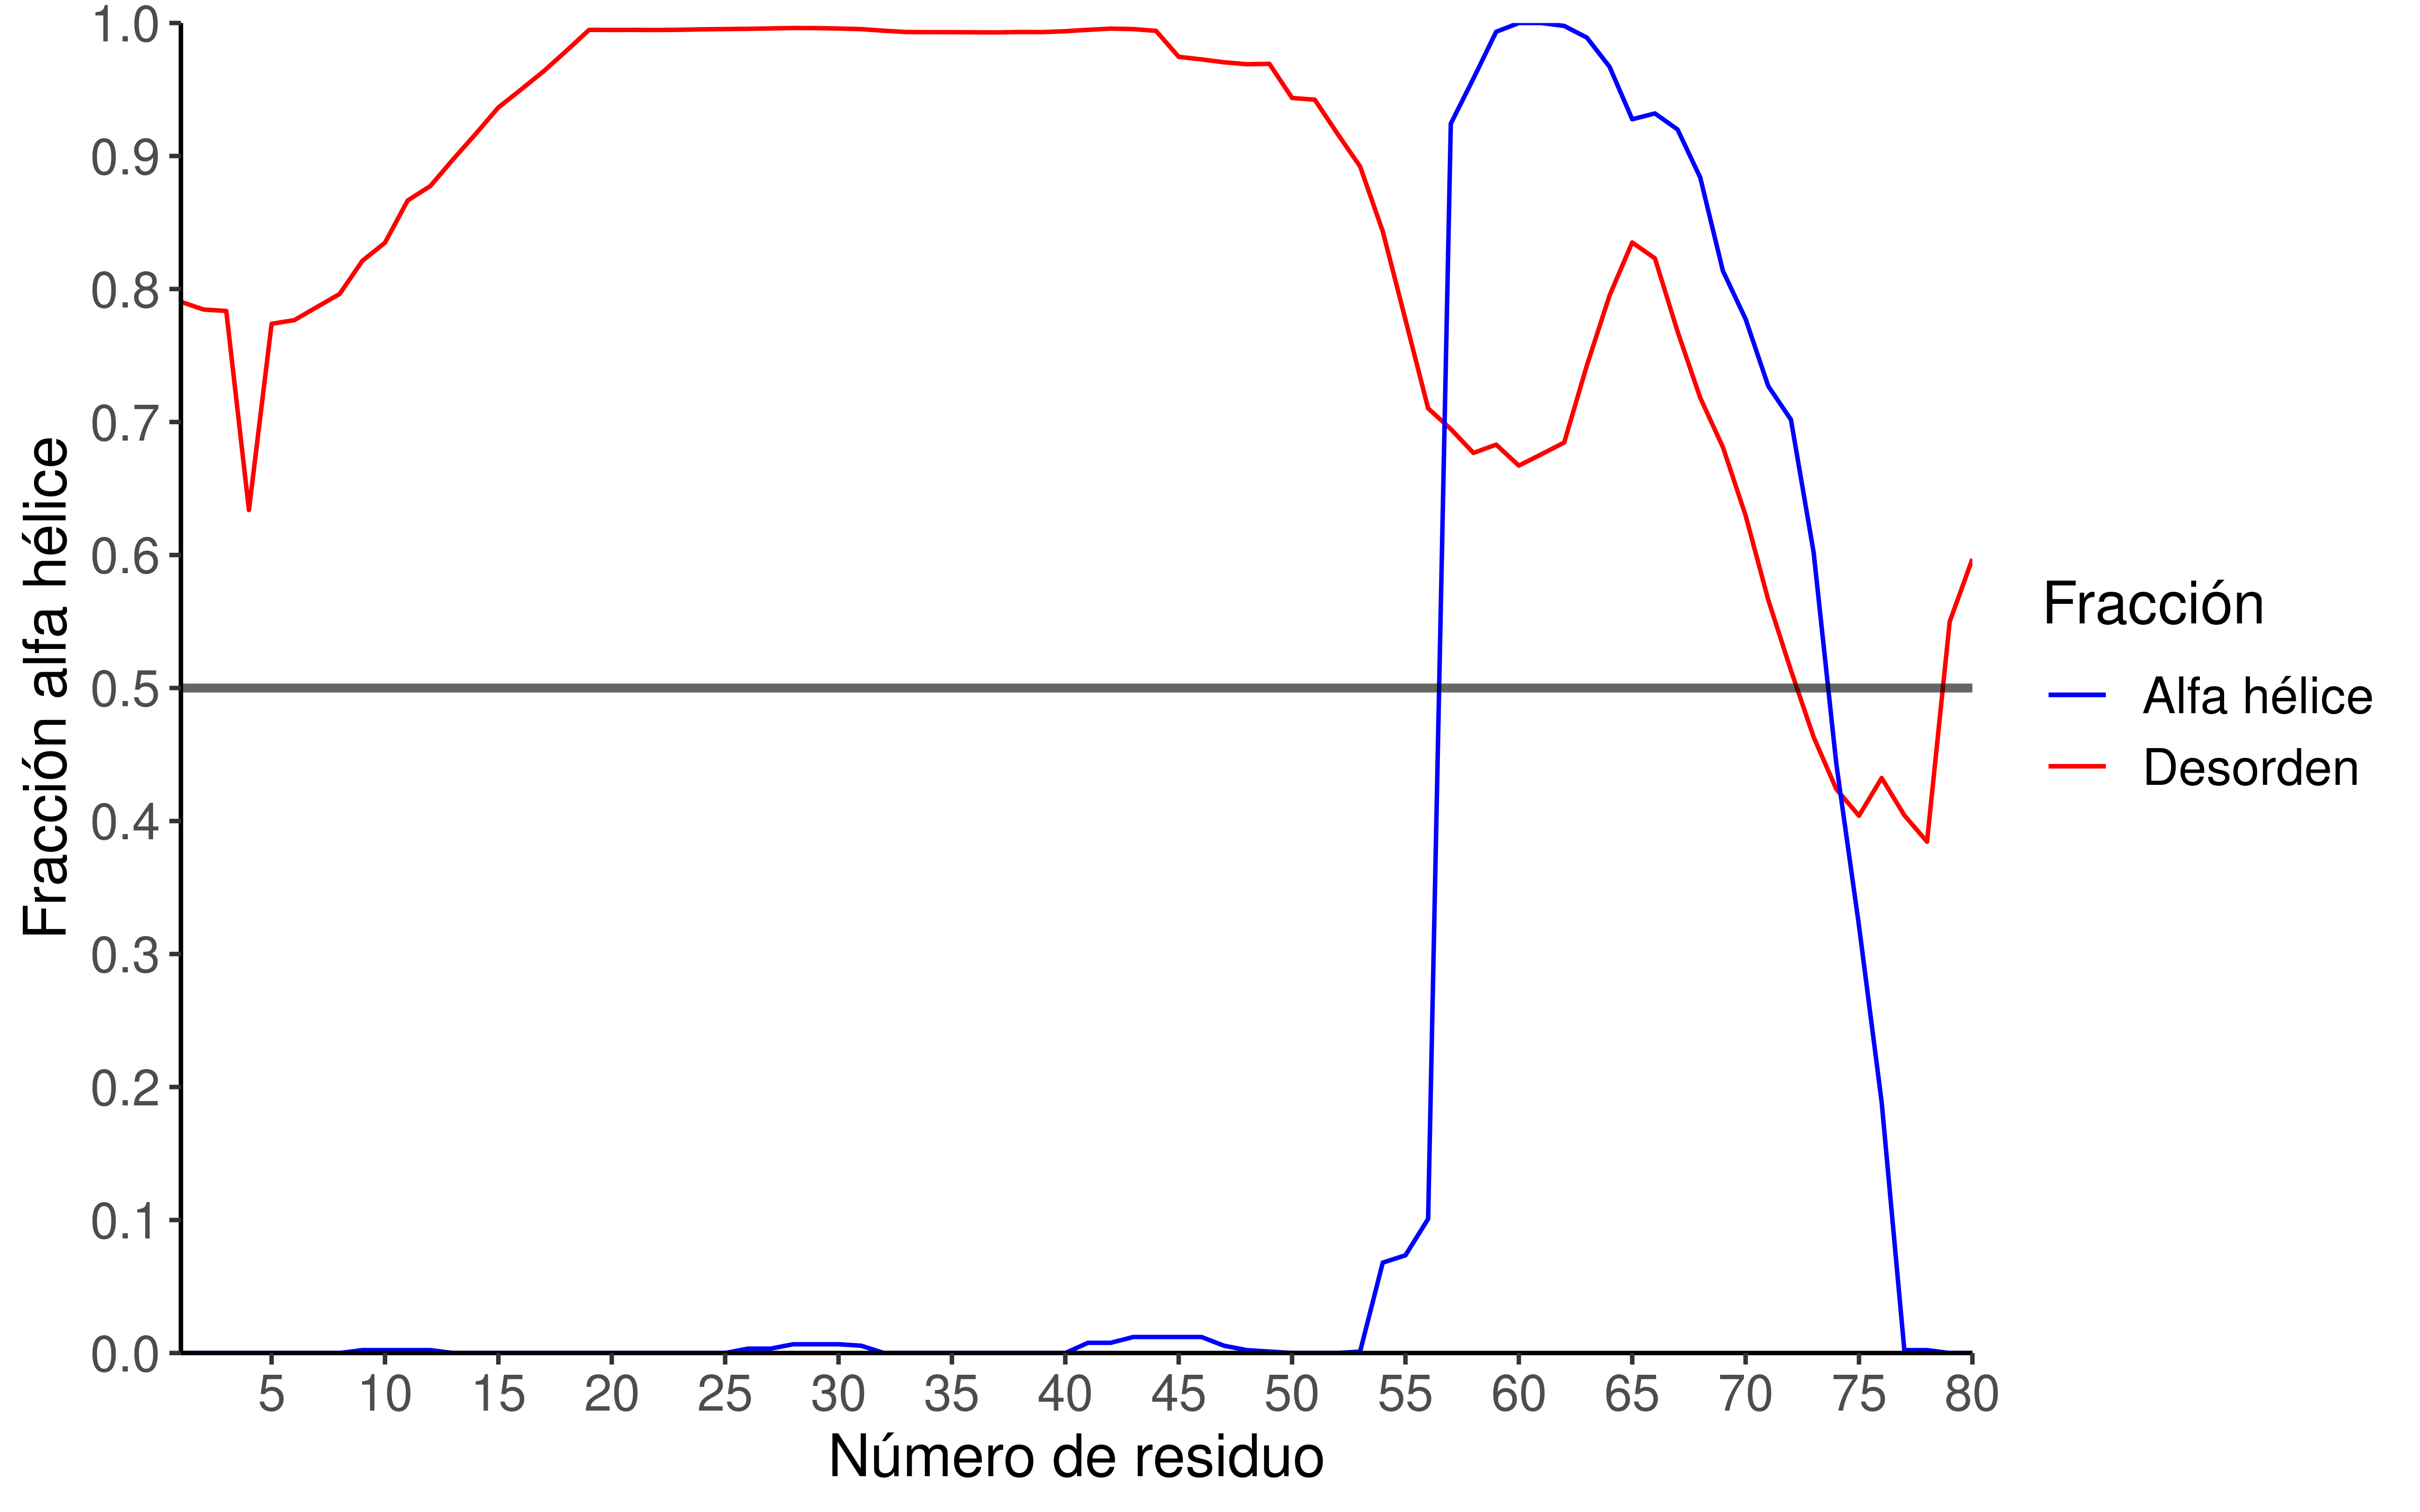 Fracción alfa hélice
1.0
0.9
0.8
0.7
0.6
0.5
0.4
0.3
0.2
0.1
0.0
5 10 15 20 25 30 35 40 45 50 55 60 65 70 75 80
Número de residuo
Fracción
Alfa hélice
Desorden